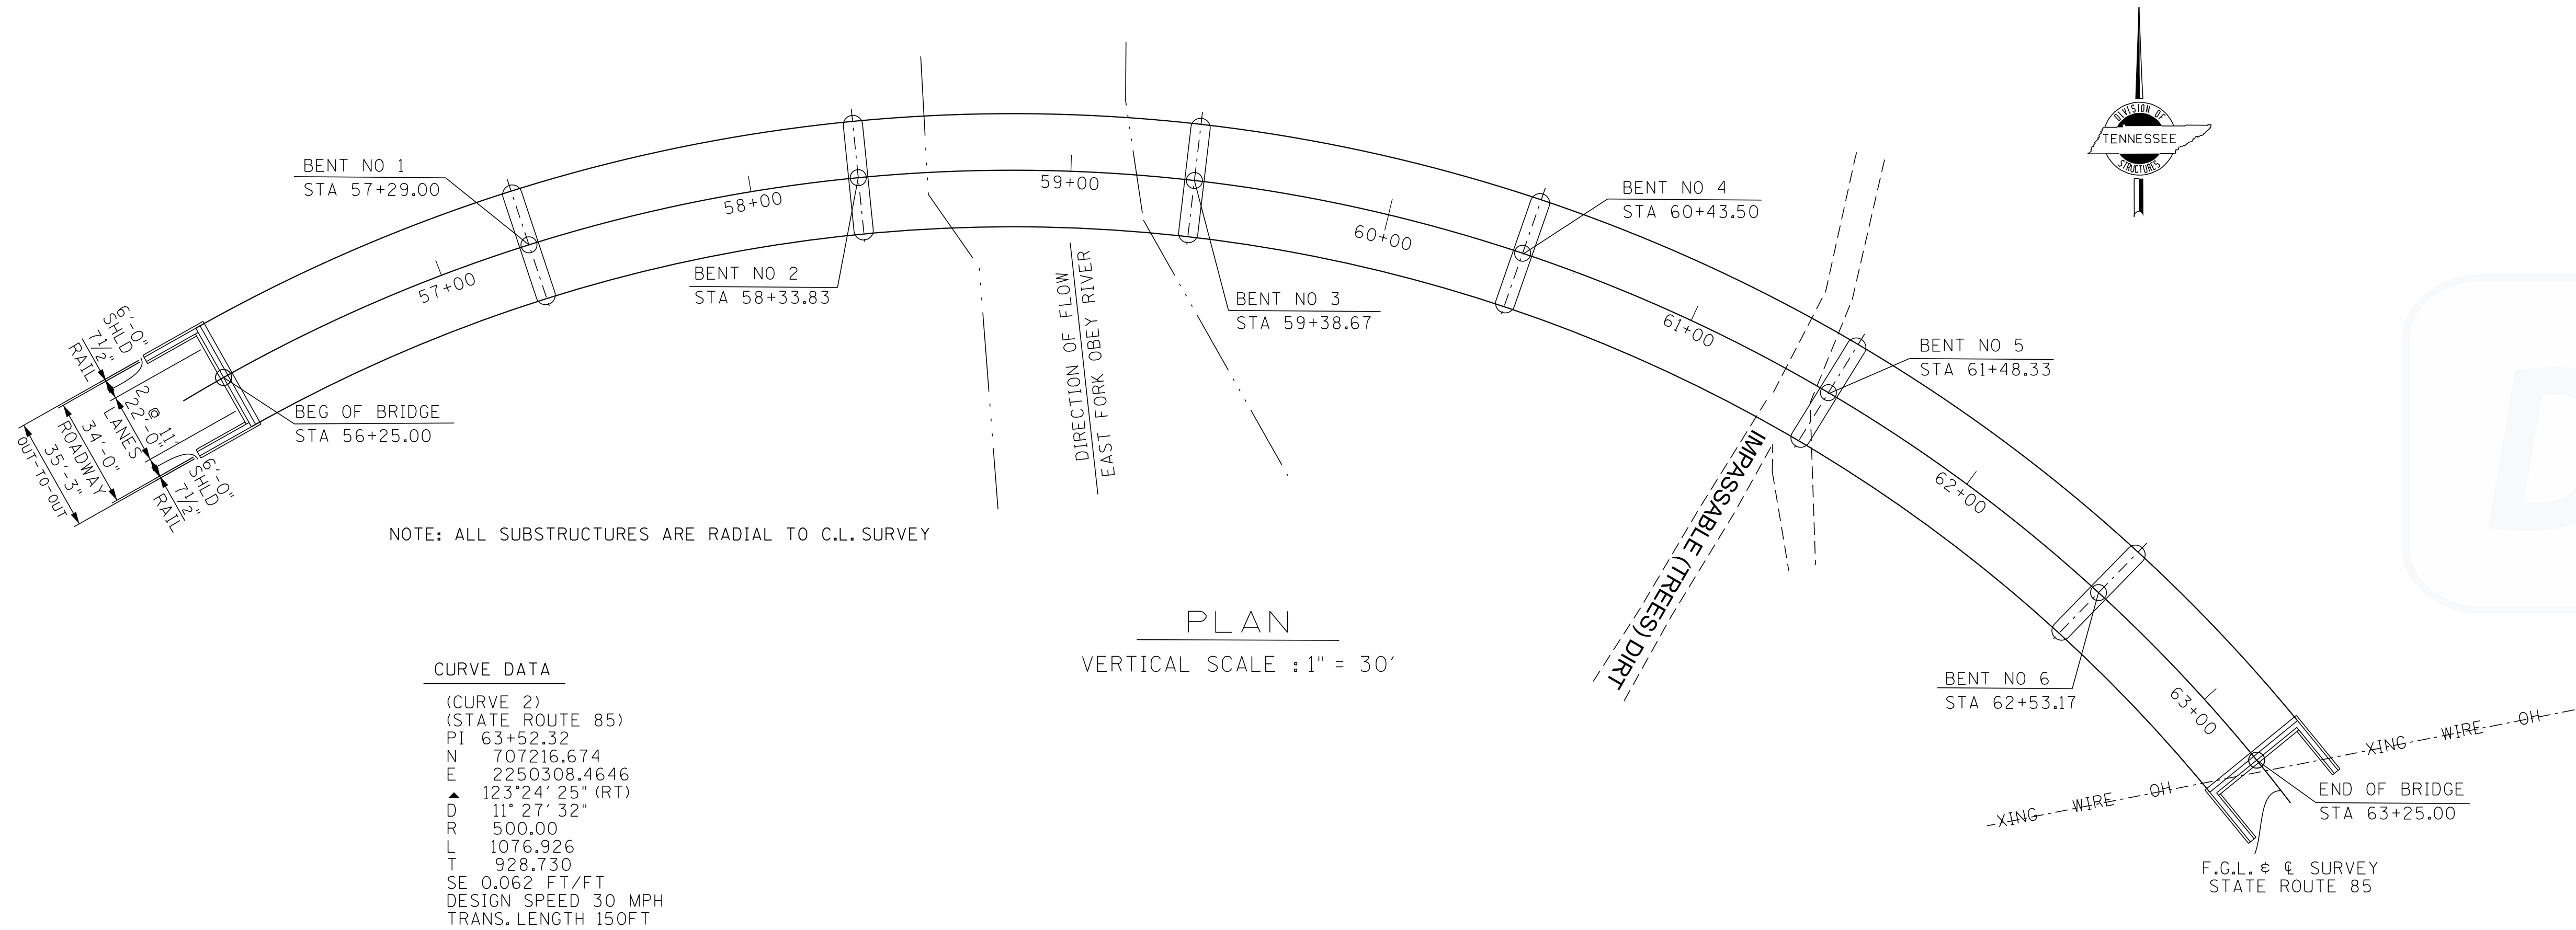 DIVISION OF
TENNESSEE
STRUCTURES
BENT NO 1
STA 57+29.00
BENT NO 2
STA 58+33.83
BENT NO 3
STA 59+38.67
BENT NO 4
STA 60+43.50
BENT NO 5
STA 61+48.33
BENT NO 6
STA 62+53.17
BEG OF BRIDGE
STA 56+25.00
END OF BRIDGE
STA 63+25.00
57+00
58+00
59+00
60+00
61+00
62+00
63+00
6'-0"
SHLD
7 1/2"
RAIL
2 @ 11'
22'-0"
LANES
34'-0"
ROADWAY
35'-3"
OUT-TO-OUT
6'-0"
SHLD
7 1/2"
RAIL
DIRECTION OF FLOW
EAST FORK OBEY RIVER
IMPASSABLE (TREES) DIRT
XING WIRE OH
XING WIRE OH
F.G.L. & ℄ SURVEY
STATE ROUTE 85
NOTE: ALL SUBSTRUCTURES ARE RADIAL TO C.L. SURVEY
PLAN
VERTICAL SCALE : 1" = 30'
CURVE DATA
(CURVE 2)
(STATE ROUTE 85)
PI 63+52.32
N 707216.674
E 2250308.4646
▲ 123°24'25" (RT)
D 11°27'32"
R 500.00
L 1076.926
T 928.730
SE 0.062 FT/FT
DESIGN SPEED 30 MPH
TRANS. LENGTH 150FT